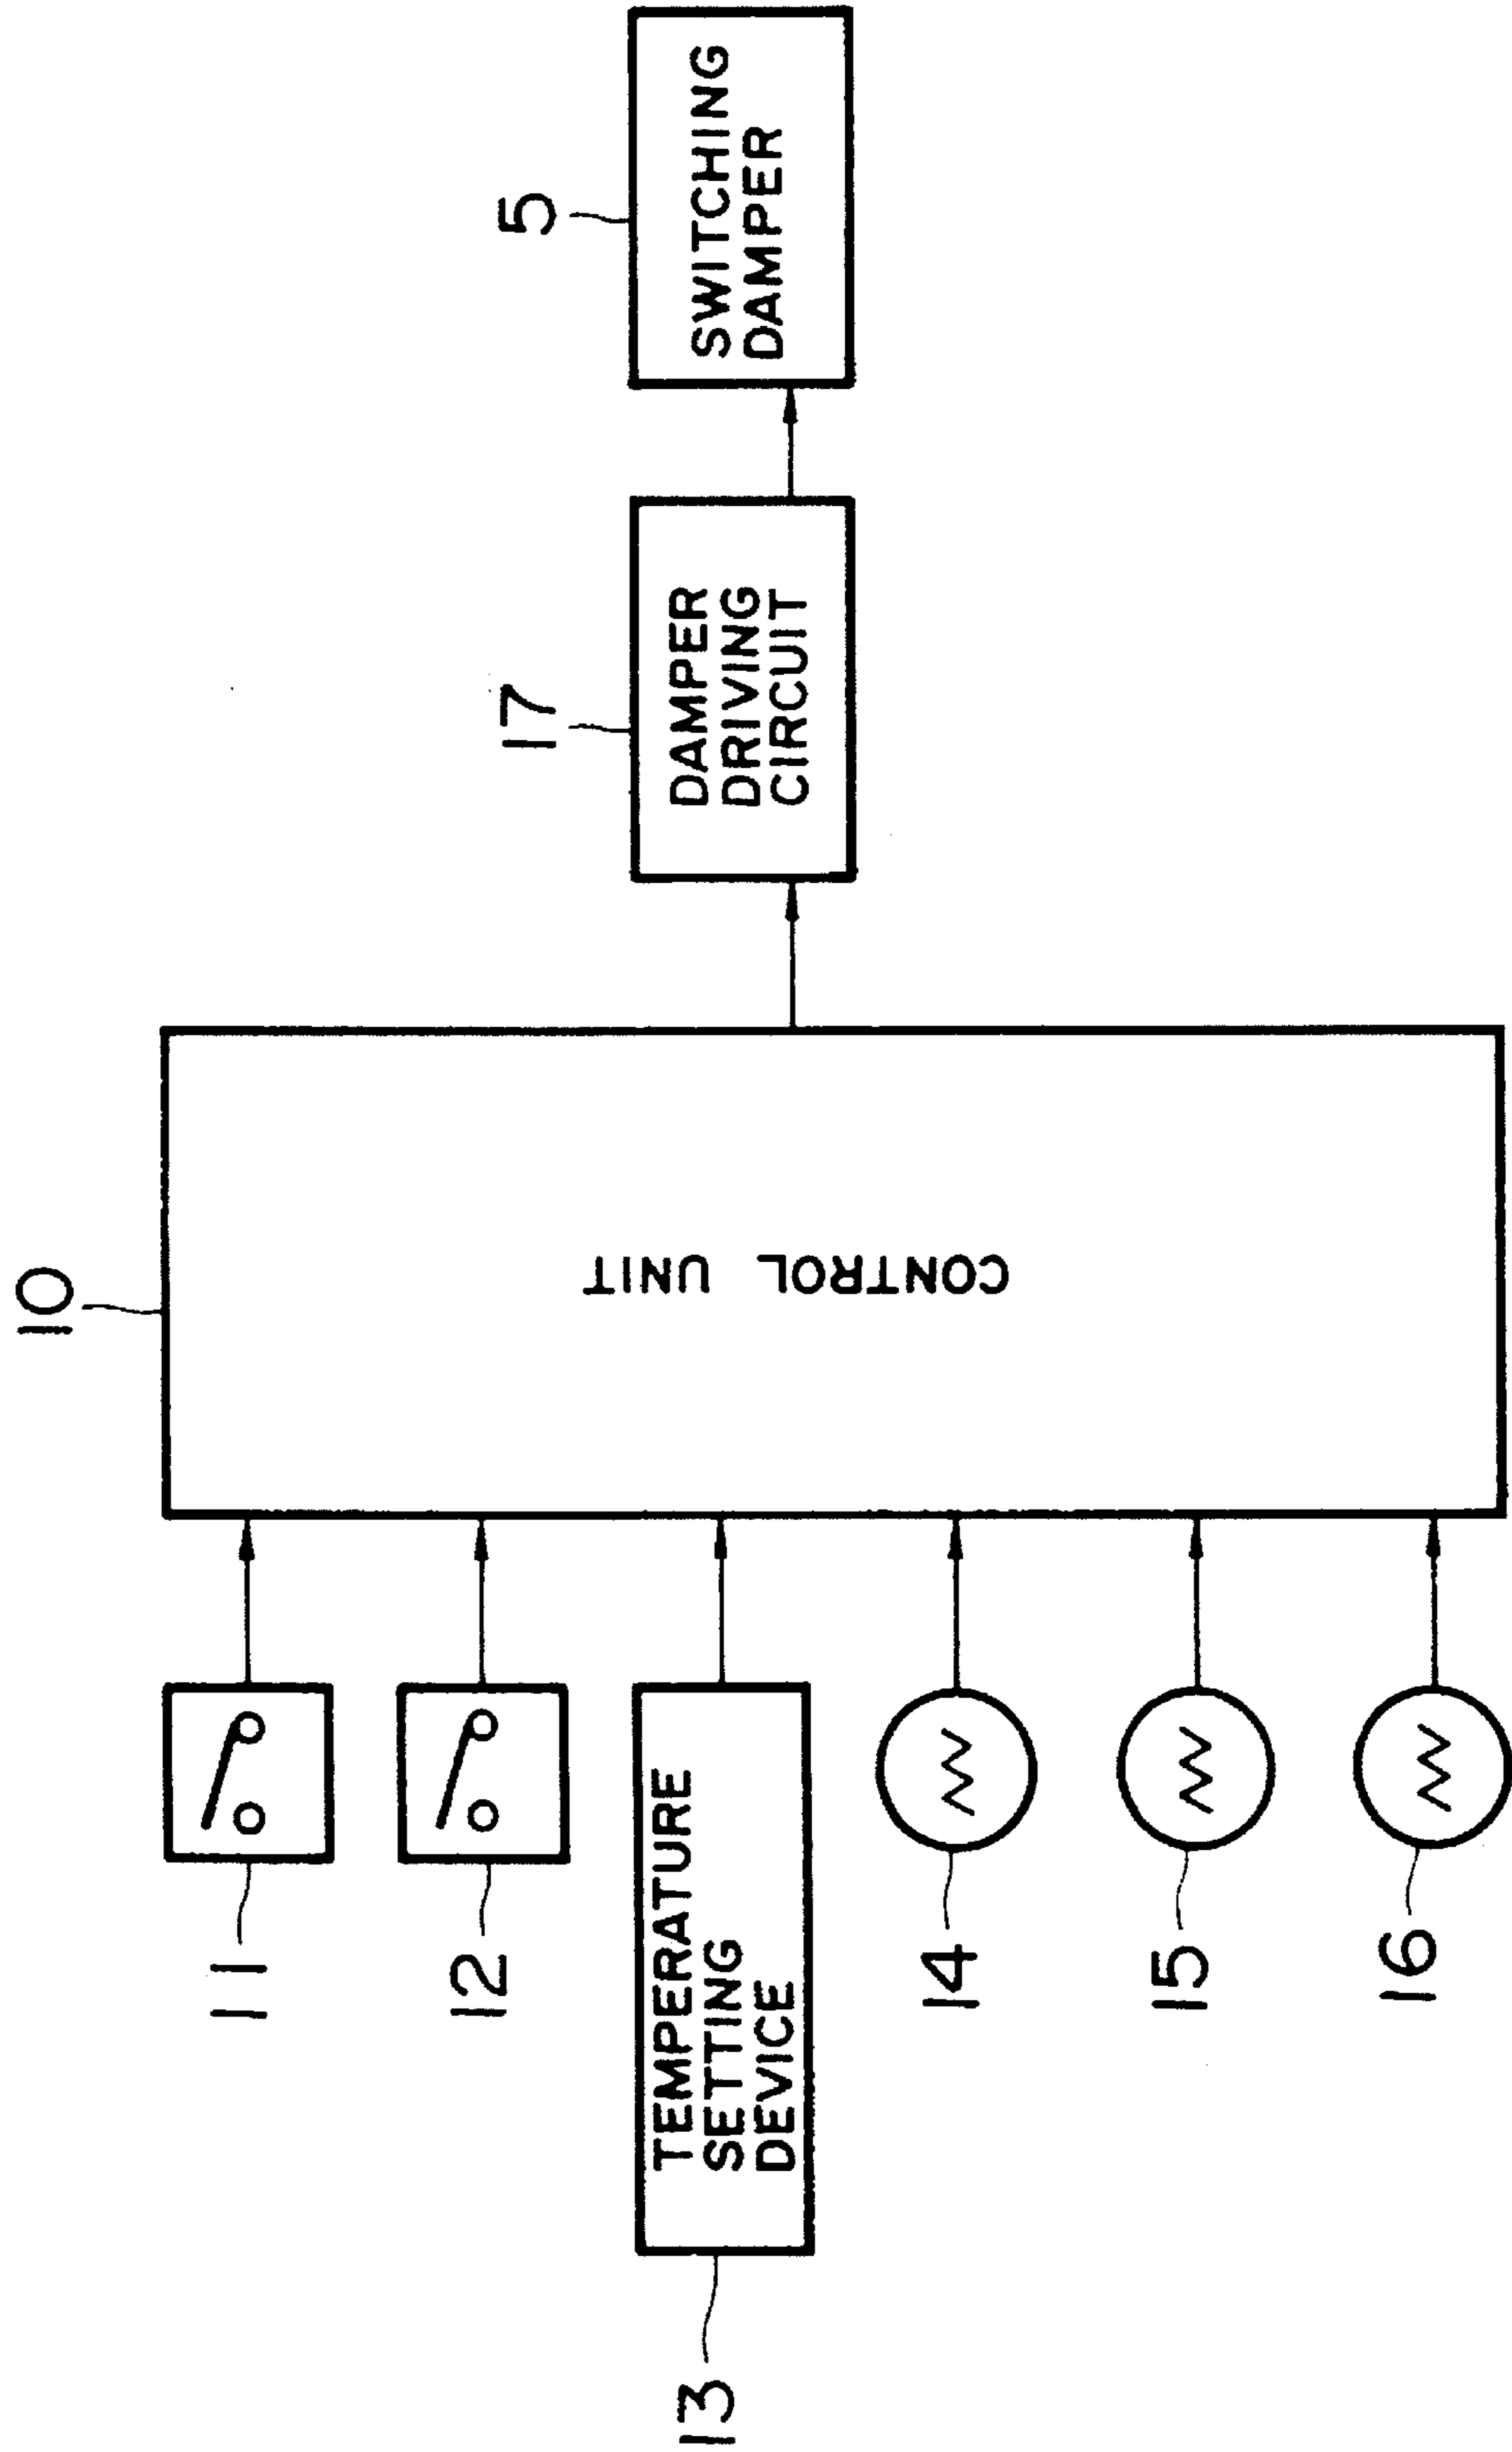 10
11
12
TEMPERATURE
SETTING
DEVICE
13
14
15
16
CONTROL UNIT
17
DAMPER
DRIVING
CIRCUIT
5
SWITCHING
DAMPER